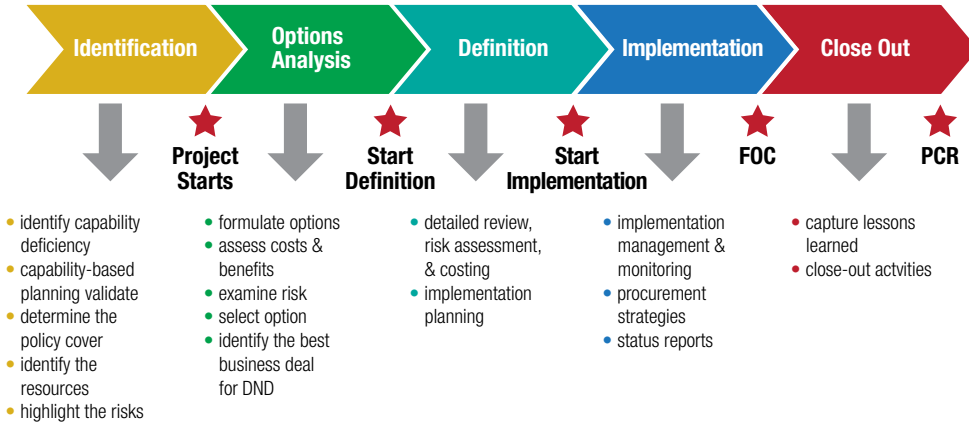 Identification
Options
Analysis
Definition
Implementation
Close Out
Project
Starts
Start
Definition
Start
Implementation
FOC
PCR
• identify capability
deficiency
• capability-based
planning validate
• determine the
policy cover
• identify the
resources
• highlight the risks
• formulate options
• assess costs &
benefits
• examine risk
• select option
• identify the best
business deal
for DND
• detailed review,
risk assessment,
& costing
• implementation
planning
• implementation
management &
monitoring
• procurement
strategies
• status reports
• capture lessons
learned
• close-out actvities